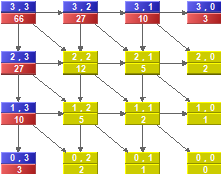 3 , 3 3 , 2 3 , 1 3 , 0
66 27 10 3
2 , 3 2 , 2 2 , 1 2 , 0
27 12 5 2
1 , 3 1 , 2 1 , 1 1 , 0
10 5 2 1
0 , 3 0 , 2 0 , 1 0 , 0
3 2 1 0